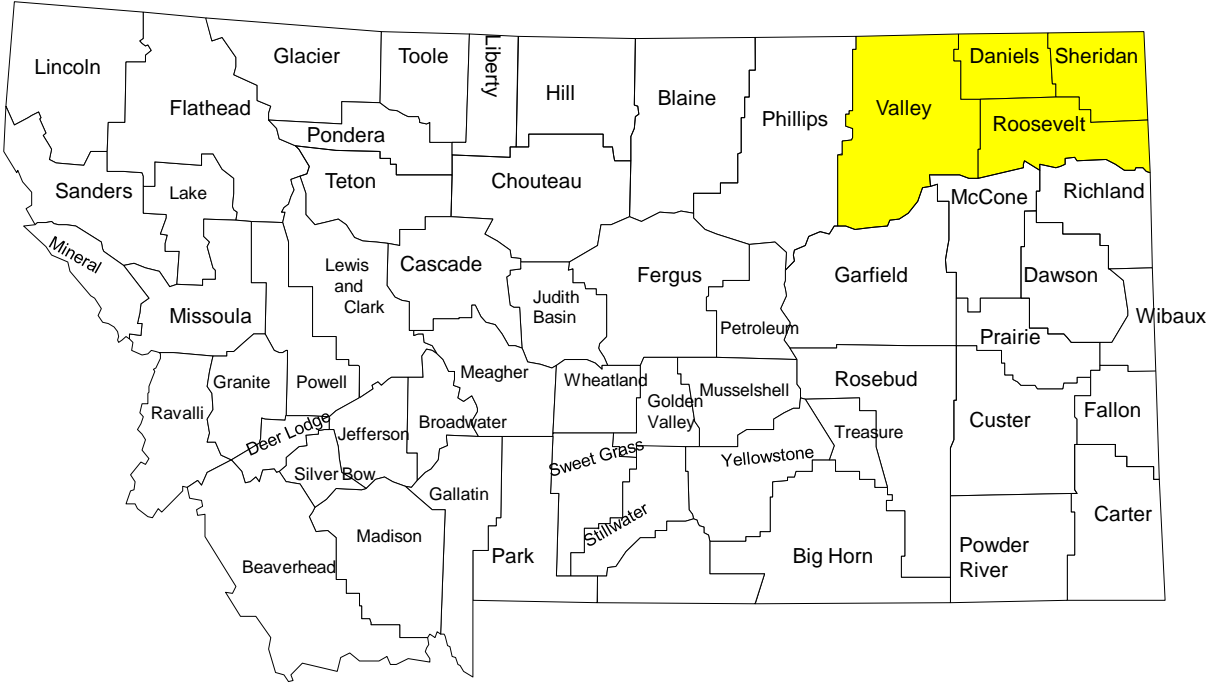 Lincoln
Flathead
Glacier
Toole
Liberty
Hill
Blaine
Phillips
Valley
Daniels
Sheridan
Roosevelt
Pondera
Teton
Chouteau
Sanders
Lake
McCone
Richland
Mineral
Missoula
Lewis
and
Clark
Cascade
Judith
Basin
Fergus
Petroleum
Garfield
Dawson
Wibaux
Prairie
Ravalli
Granite
Powell
Deer Lodge
Jefferson
Silver Bow
Broadwater
Meagher
Wheatland
Golden
Valley
Musselshell
Rosebud
Treasure
Custer
Fallon
Beaverhead
Madison
Gallatin
Park
Sweet Grass
Stillwater
Yellowstone
Big Horn
Powder
River
Carter